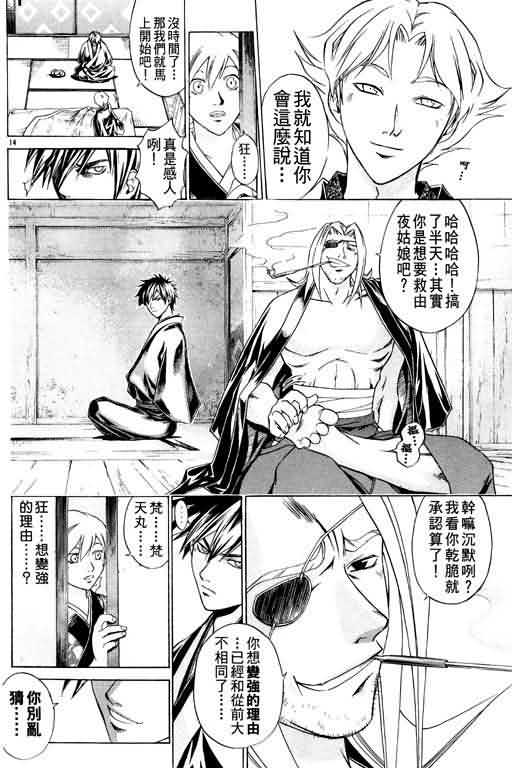 我就知道你
會這麼說…
沒時間了…
那我們就馬
上開始吧！
狂…
真是感人
咧！
14
哈哈哈哈！搞
了半天…其實
你是想要救由
夜姑娘吧？
幹嘛沉默咧？
我看你乾脆就
承認算了！
梵…梵
天丸…
你想變強的理由
…已經和從前大
不相同了……
狂……想變強
的理由……？
你別亂
猜……